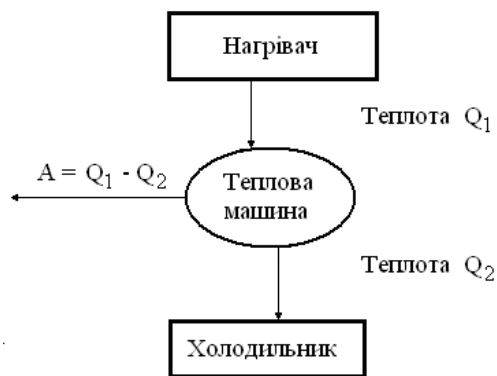 Нагрівач
Теплота Q₁
A = Q₁ - Q₂
Теплова
машина
Теплота Q₂
Холодильник